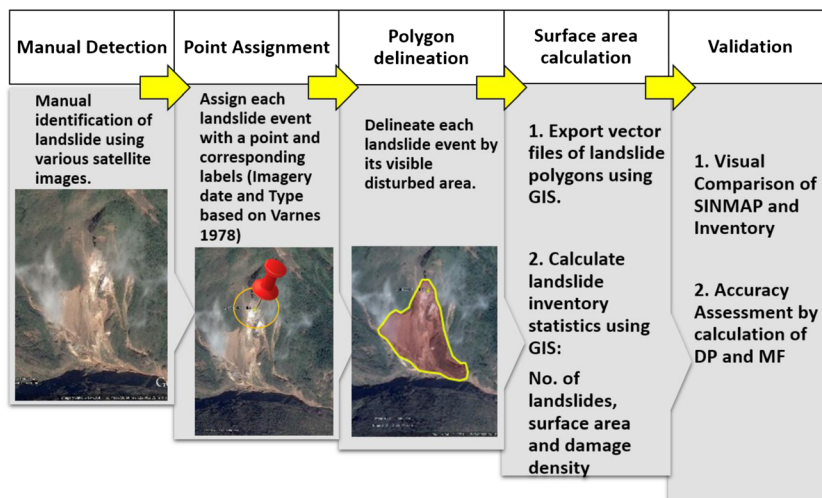 Manual Detection
Point Assignment
Polygon
delineation
Surface area
calculation
Validation
Manual
identification of
landslide using
various satellite
images.
Assign each
landslide event
with a point and
corresponding
labels (Imagery
date and Type
based on Varnes
1978)
Delineate each
landslide event by
its visible
disturbed area.
1. Export vector
files of landslide
polygons using
GIS.
2. Calculate
landslide
inventory
statistics using
GIS:
No. of
landslides,
surface area
and damage
density
1. Visual
Comparison of
SINMAP and
Inventory
2. Accuracy
Assessment by
calculation of
DP and MF